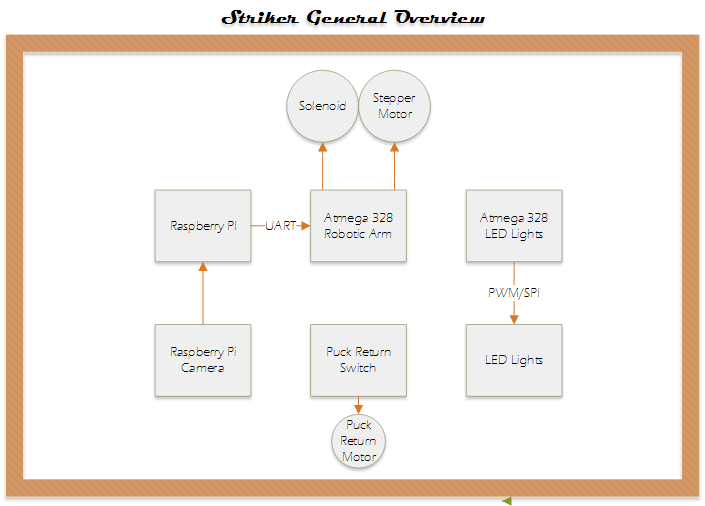 Striker General Overview
Solenoid
Stepper
Motor
Raspberry Pi
UART
Atmega 328
Robotic Arm
Atmega 328
LED Lights
PWM/SPI
Raspberry Pi
Camera
Puck Return
Switch
LED Lights
Puck
Return
Motor